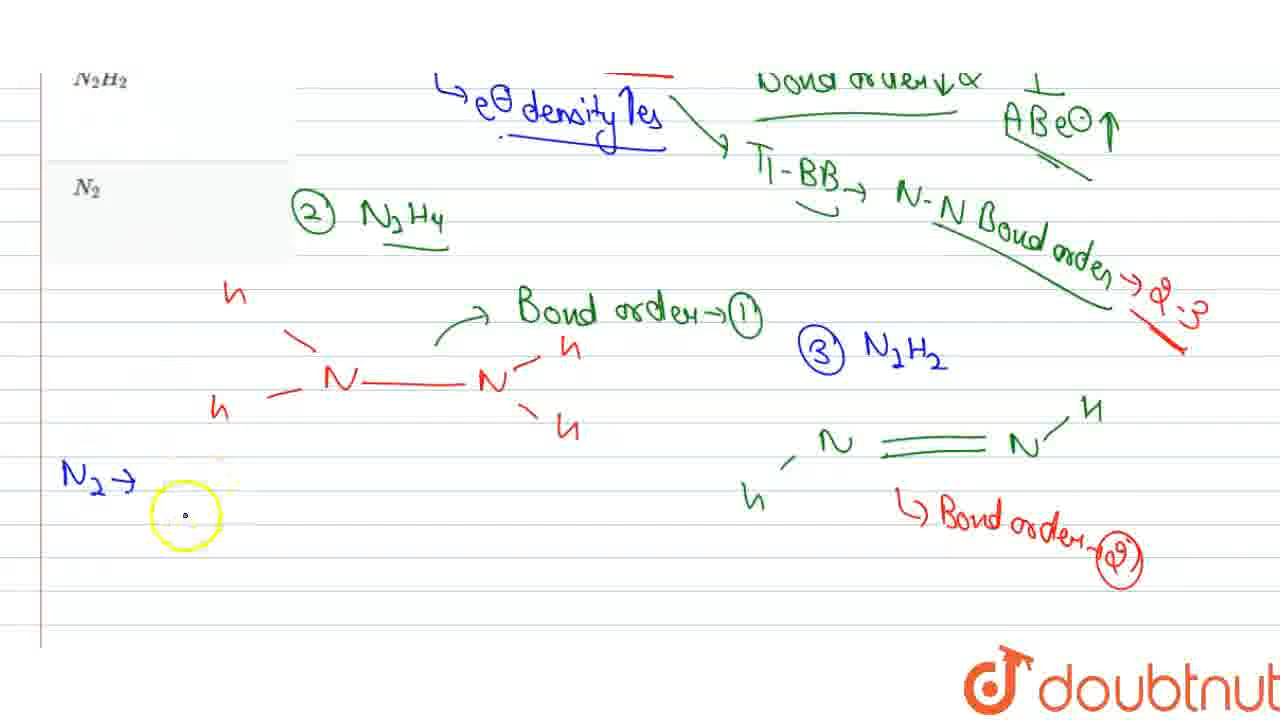 N₂H₂
Bond order ↓ α 1
ABe⊖ ↑
↳ e⊖ density ↑es
π-BB → N-N Bond order → 2-3
N₂
② N₂H₄
H
Bond order → ①
H
N — N
H
H
③ N₂H₂
H
N = N
H
N₂ →
↳ Bond order → ②
doubtnut